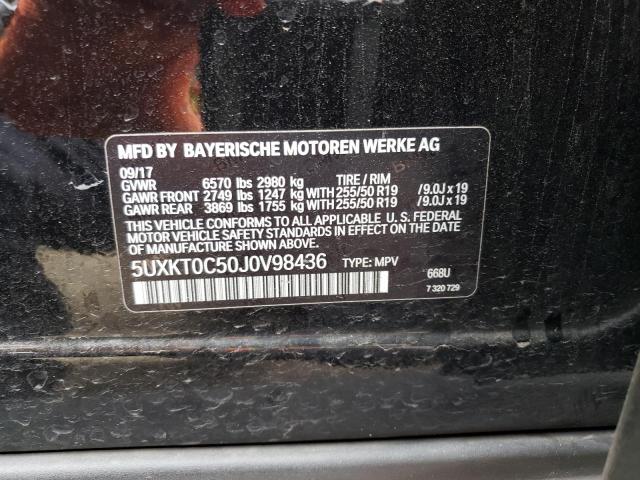 MFD BY BAYERISCHE MOTOREN WERKE AG
09/17
GVWR 6570 lbs 2980 kg TIRE / RIM
GAWR FRONT 2749 lbs 1247 kg WITH 255/50 R19 /9.0J x 19
GAWR REAR 3869 lbs 1755 kg WITH 255/50 R19 /9.0J x 19
THIS VEHICLE CONFORMS TO ALL APPLICABLE U. S. FEDERAL
MOTOR VEHICLE SAFETY STANDARDS IN EFFECT ON
THE DATE OF MANUFACTURE SHOWN ABOVE.
5UXKT0C50J0V98436 TYPE: MPV
668U
7 320 729